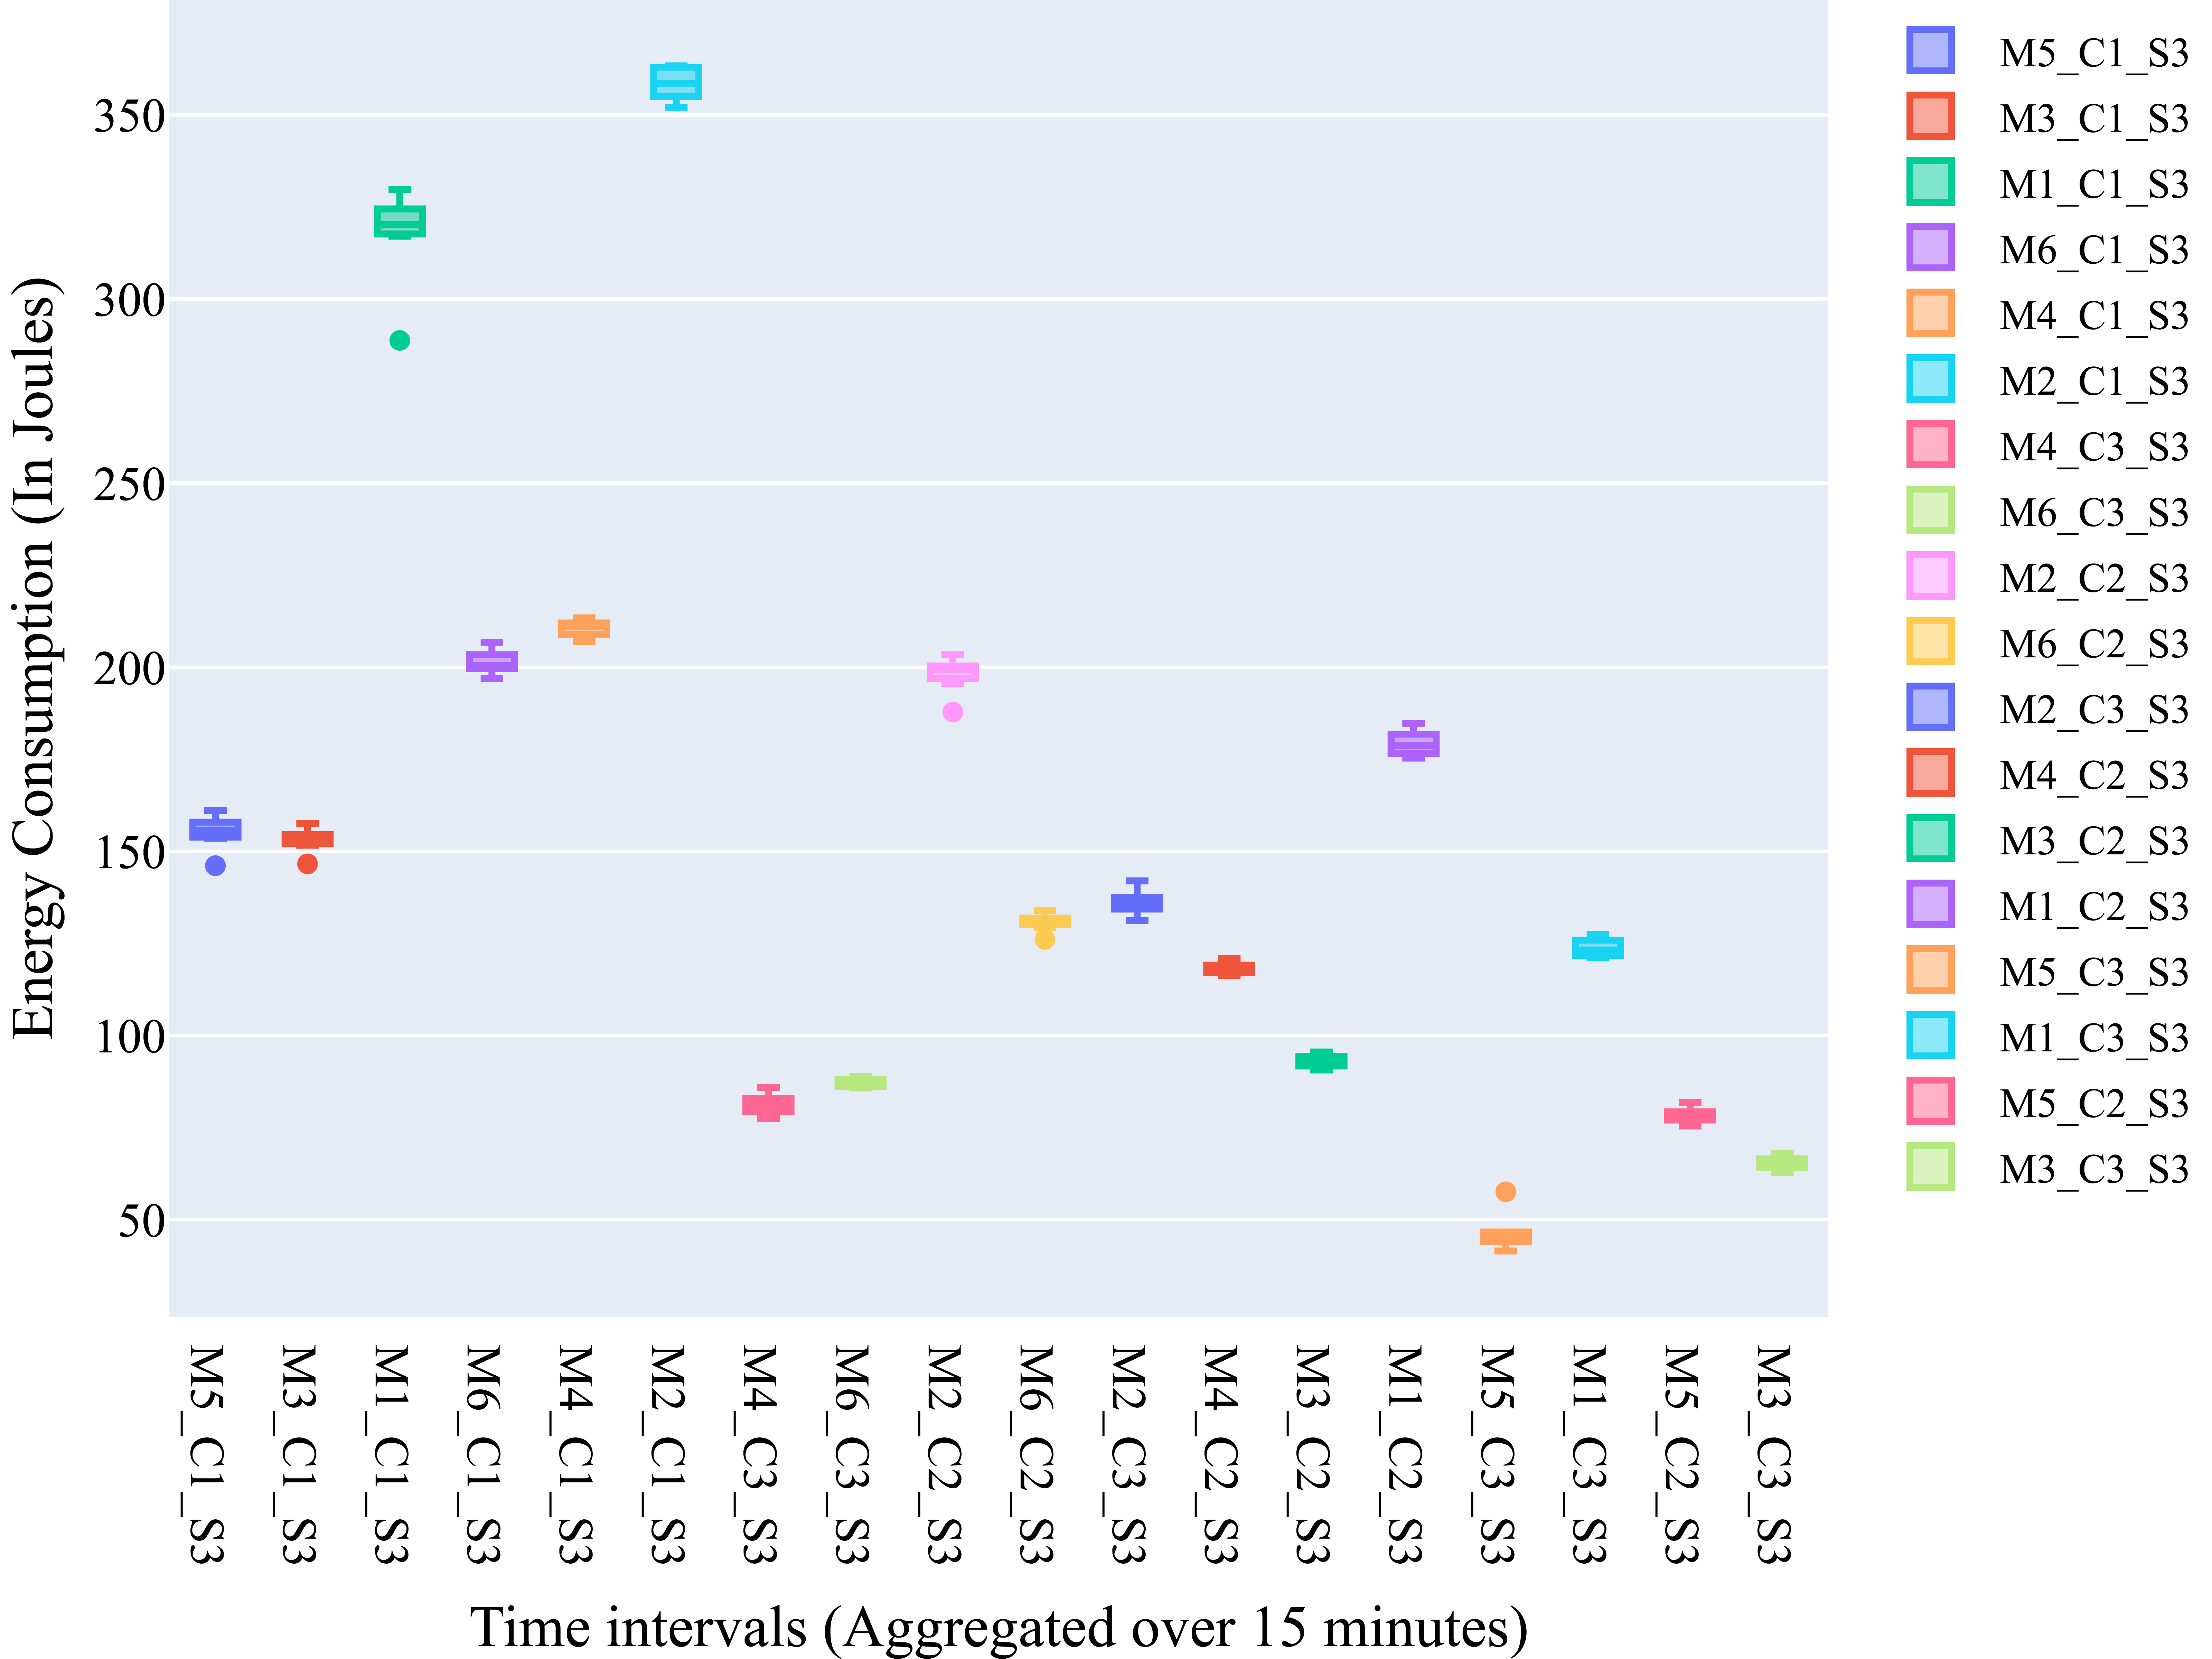 Energy Consumption (In Joules)
350
300
250
200
150
100
50
M5_C1_S3
M3_C1_S3
M1_C1_S3
M6_C1_S3
M4_C1_S3
M2_C1_S3
M4_C3_S3
M6_C3_S3
M2_C2_S3
M6_C2_S3
M2_C3_S3
M4_C2_S3
M3_C2_S3
M1_C2_S3
M5_C3_S3
M1_C3_S3
M5_C2_S3
M3_C3_S3
Time intervals (Aggregated over 15 minutes)
M5_C1_S3
M3_C1_S3
M1_C1_S3
M6_C1_S3
M4_C1_S3
M2_C1_S3
M4_C3_S3
M6_C3_S3
M2_C2_S3
M6_C2_S3
M2_C3_S3
M4_C2_S3
M3_C2_S3
M1_C2_S3
M5_C3_S3
M1_C3_S3
M5_C2_S3
M3_C3_S3